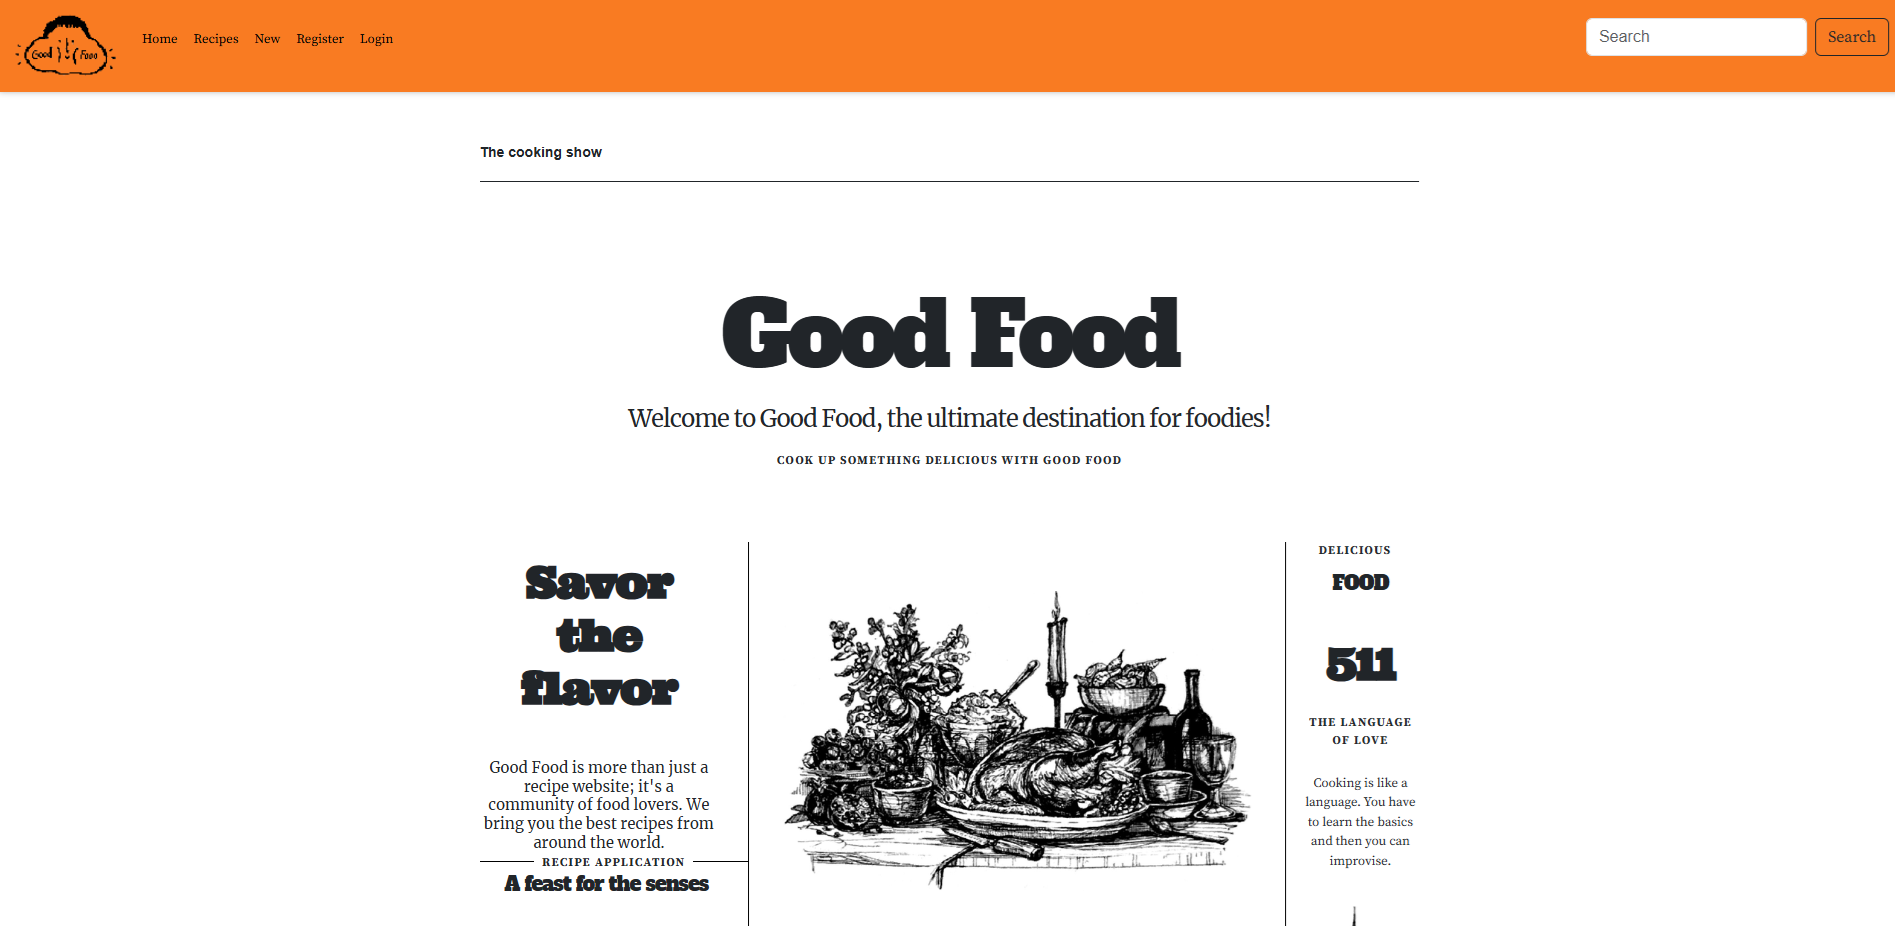 Good Food
Home Recipes New Register Login
Search
Search
The cooking show
Good Food
Welcome to Good Food, the ultimate destination for foodies!
COOK UP SOMETHING DELICIOUS WITH GOOD FOOD
Savor
the
flavor
Good Food is more than just a
recipe website; it's a
community of food lovers. We
bring you the best recipes from
around the world.
RECIPE APPLICATION
A feast for the senses
DELICIOUS
FOOD
511
THE LANGUAGE
OF LOVE
Cooking is like a
language. You have
to learn the basics
and then you can
improvise.